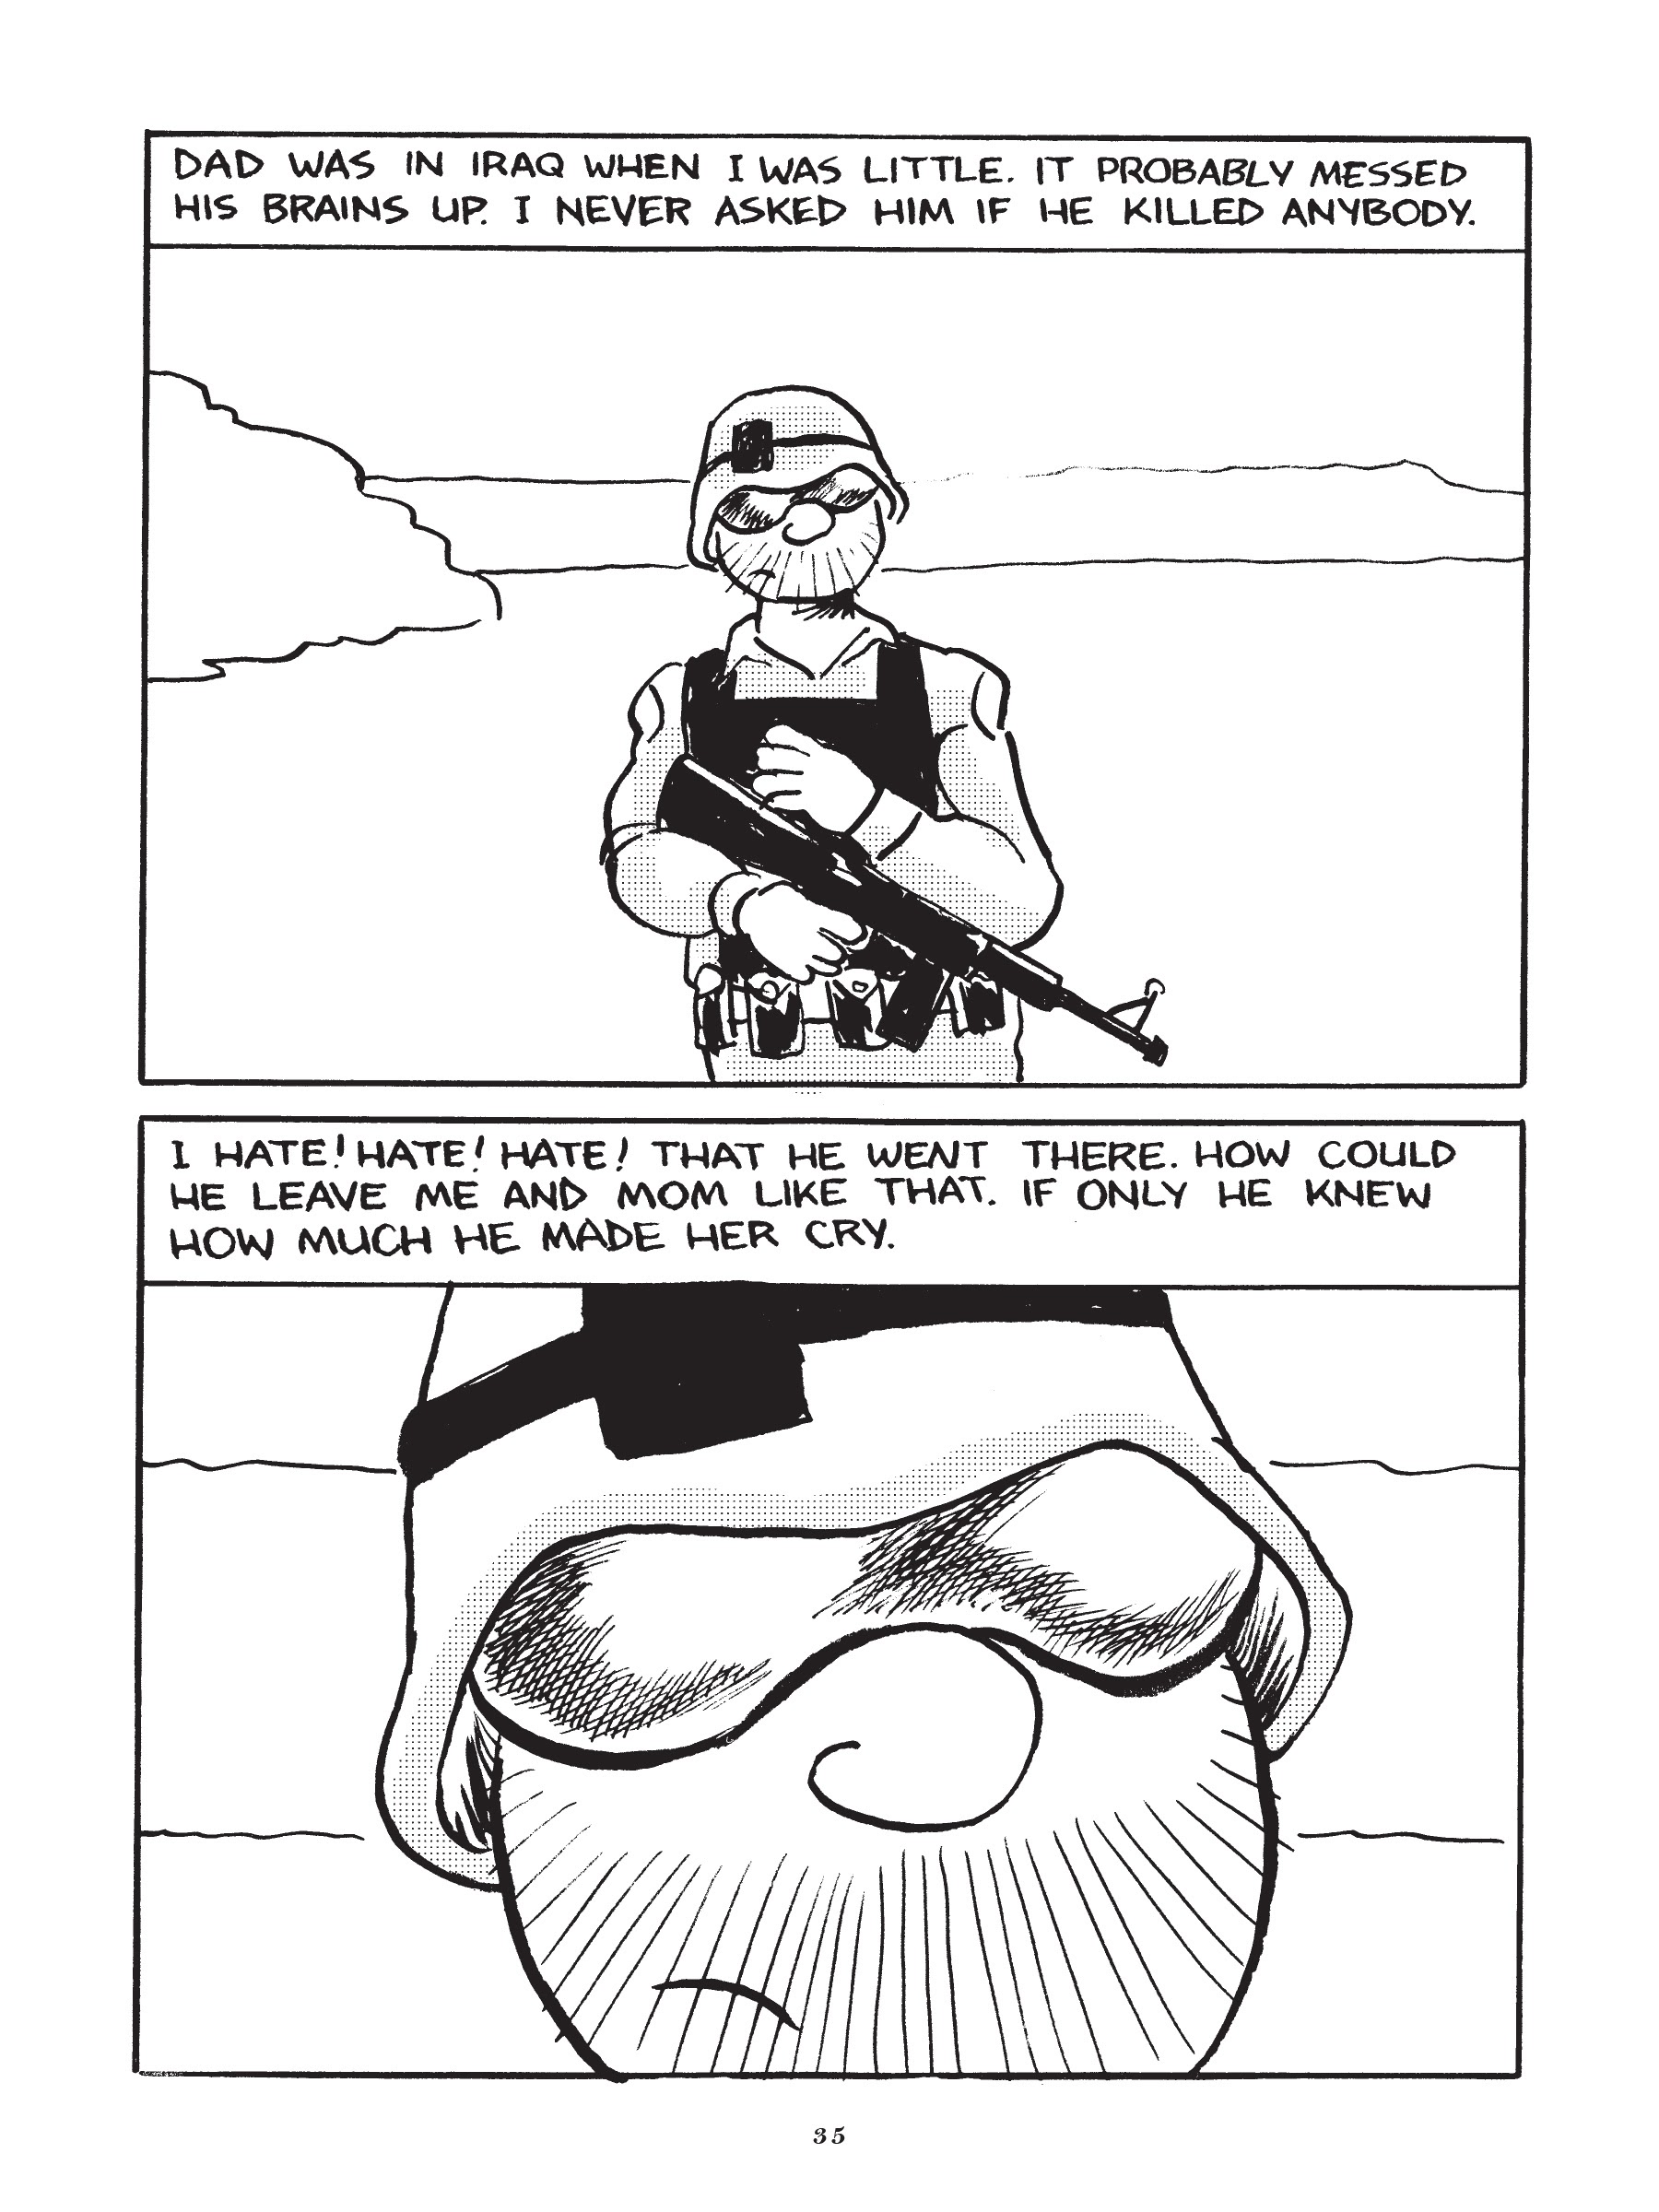 DAD WAS IN IRAQ WHEN I WAS LITTLE. IT PROBABLY MESSED
HIS BRAINS UP. I NEVER ASKED HIM IF HE KILLED ANYBODY.
I HATE! HATE! HATE! THAT HE WENT THERE. HOW COULD
HE LEAVE ME AND MOM LIKE THAT. IF ONLY HE KNEW
HOW MUCH HE MADE HER CRY.
35